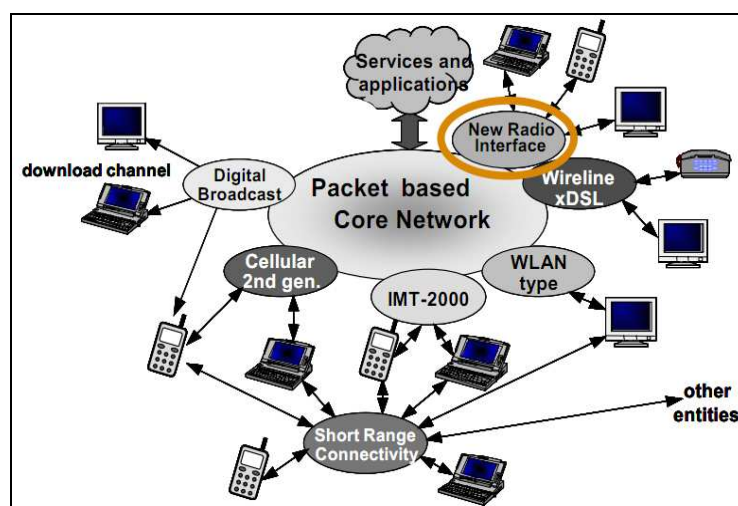 Services and
applications
New Radio
Interface
download channel
Digital
Broadcast
Packet based
Core Network
Wireline
xDSL
Cellular
2nd gen.
WLAN
type
IMT-2000
other
entities
Short Range
Connectivity